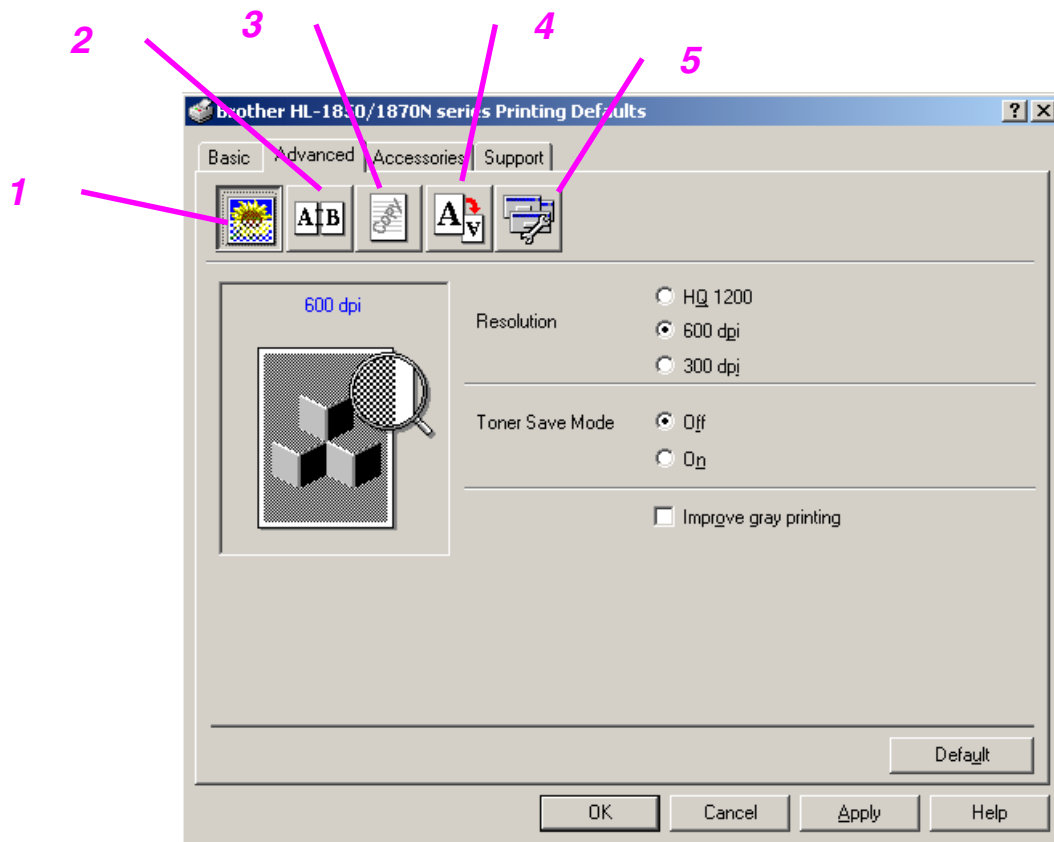 2
3
4
5
1
Brother HL-1850/1870N series Printing Defaults
Basic
Advanced
Accessories
Support
A B
COPY
A
A
600 dpi
Resolution
HQ 1200
600 dpi
300 dpi
Toner Save Mode
Off
On
Improve gray printing
Default
OK
Cancel
Apply
Help